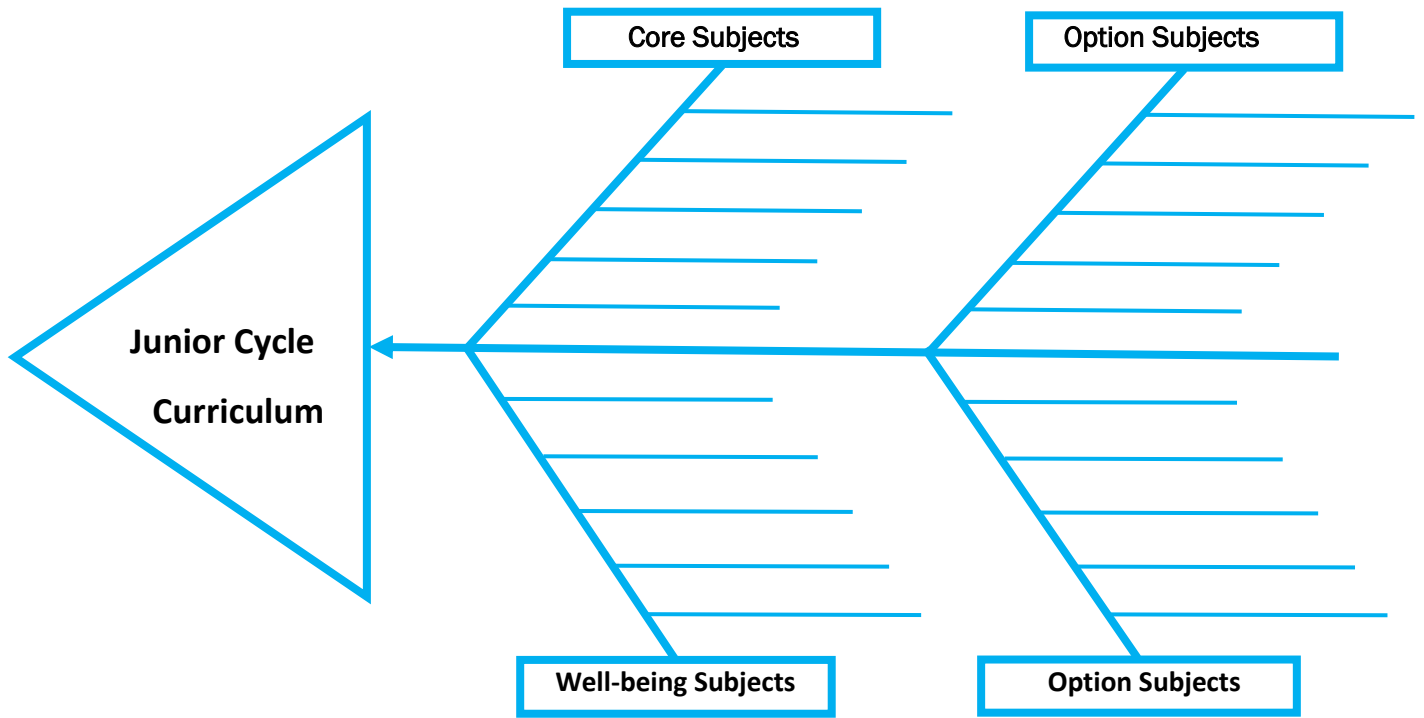 Core Subjects
Option Subjects
Junior Cycle
Curriculum
Well-being Subjects
Option Subjects